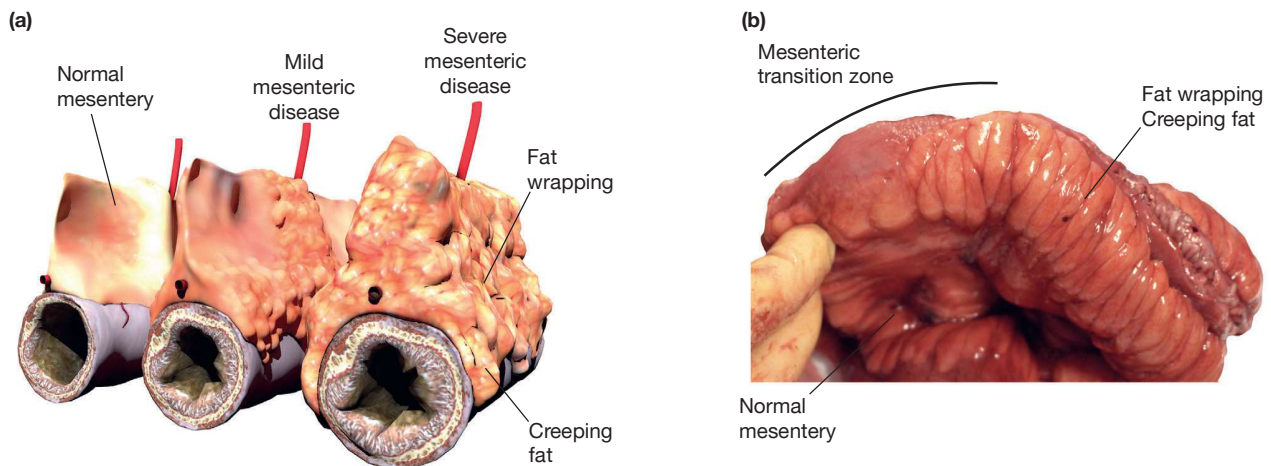 (a)
Normal
mesentery
Mild
mesenteric
disease
Severe
mesenteric
disease
Fat
wrapping
Creeping
fat
(b)
Mesenteric
transition zone
Fat wrapping
Creeping fat
Normal
mesentery